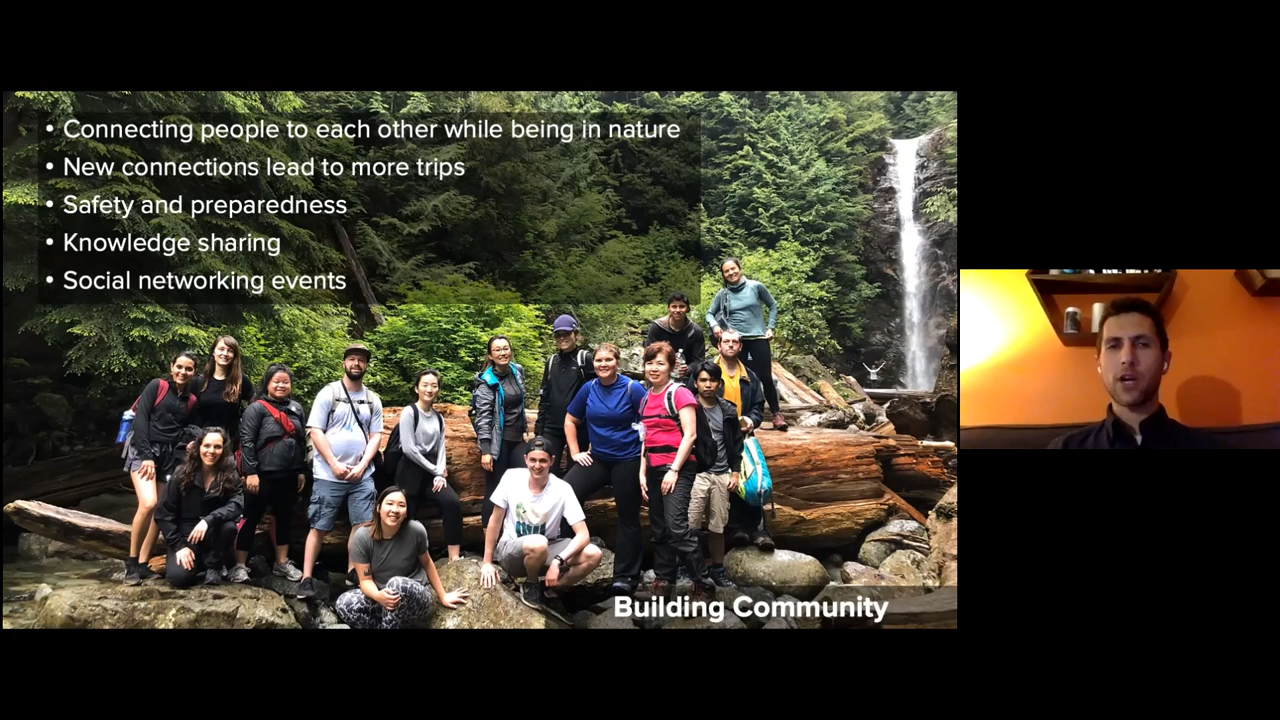 • Connecting people to each other while being in nature
• New connections lead to more trips
• Safety and preparedness
• Knowledge sharing
• Social networking events
Building Community